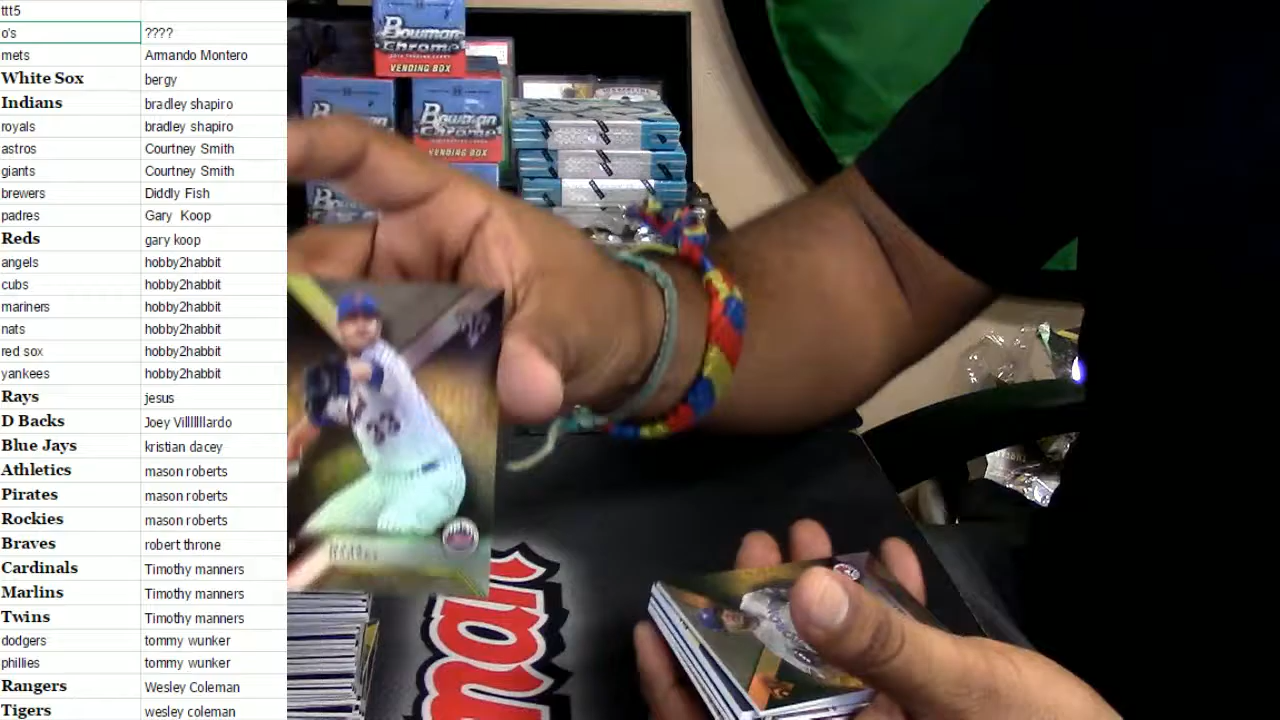 ttt5
o's ????
mets Armando Montero
White Sox bergy
Indians bradley shapiro
royals bradley shapiro
astros Courtney Smith
giants Courtney Smith
brewers Diddly Fish
padres Gary Koop
Reds gary koop
angels hobby2habbit
cubs hobby2habbit
mariners hobby2habbit
nats hobby2habbit
red sox hobby2habbit
yankees hobby2habbit
Rays jesus
D Backs Joey Villlllllardo
Blue Jays kristian dacey
Athletics mason roberts
Pirates mason roberts
Rockies mason roberts
Braves robert throne
Cardinals Timothy manners
Marlins Timothy manners
Twins Timothy manners
dodgers tommy wunker
phillies tommy wunker
Rangers Wesley Coleman
Tigers wesley coleman
Bowman
Chrome
VENDING BOX
Bowman
Chrome
Bowman
Chrome
VENDING BOX